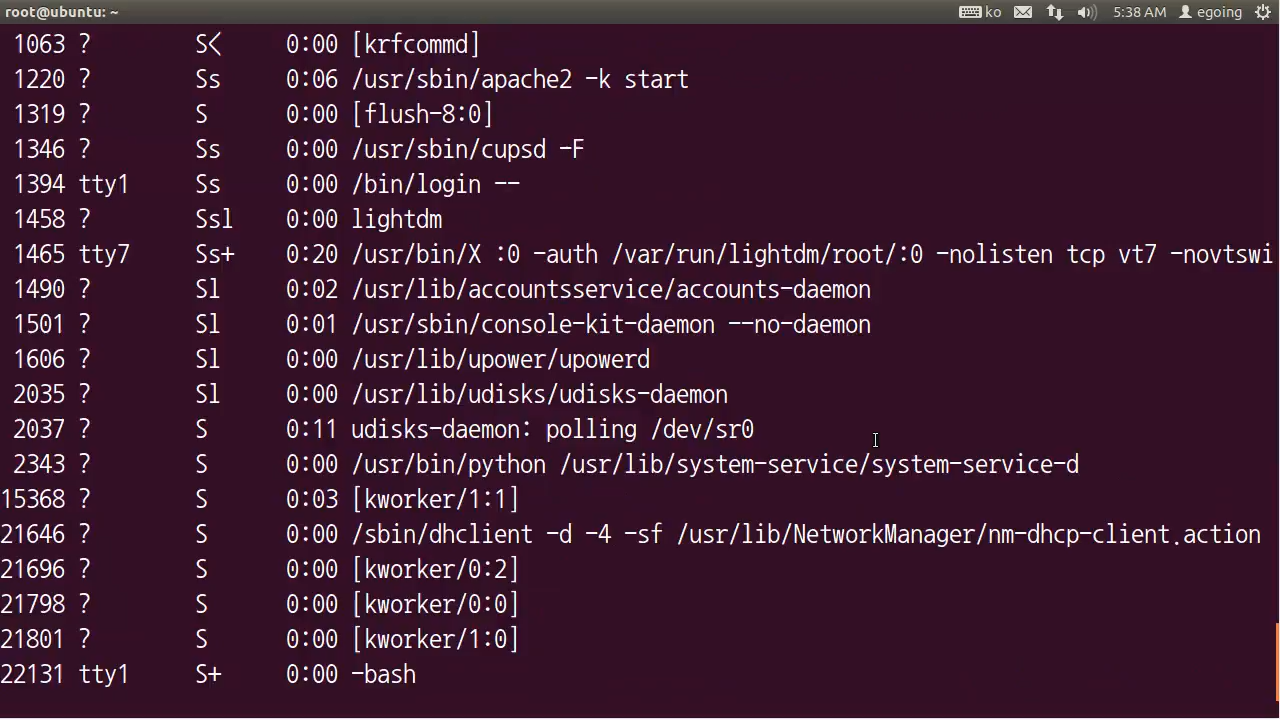 root@ubuntu: ~ ko 5:38 AM egoing
1063 ? S< 0:00 [krfcommd]
1220 ? Ss 0:06 /usr/sbin/apache2 -k start
1319 ? S 0:00 [flush-8:0]
1346 ? Ss 0:00 /usr/sbin/cupsd -F
1394 tty1 Ss 0:00 /bin/login --
1458 ? Ssl 0:00 lightdm
1465 tty7 Ss+ 0:20 /usr/bin/X :0 -auth /var/run/lightdm/root/:0 -nolisten tcp vt7 -novtswi
1490 ? Sl 0:02 /usr/lib/accountsservice/accounts-daemon
1501 ? Sl 0:01 /usr/sbin/console-kit-daemon --no-daemon
1606 ? Sl 0:00 /usr/lib/upower/upowerd
2035 ? Sl 0:00 /usr/lib/udisks/udisks-daemon
2037 ? S 0:11 udisks-daemon: polling /dev/sr0
2343 ? S 0:00 /usr/bin/python /usr/lib/system-service/system-service-d
15368 ? S 0:03 [kworker/1:1]
21646 ? S 0:00 /sbin/dhclient -d -4 -sf /usr/lib/NetworkManager/nm-dhcp-client.action
21696 ? S 0:00 [kworker/0:2]
21798 ? S 0:00 [kworker/0:0]
21801 ? S 0:00 [kworker/1:0]
22131 tty1 S+ 0:00 -bash